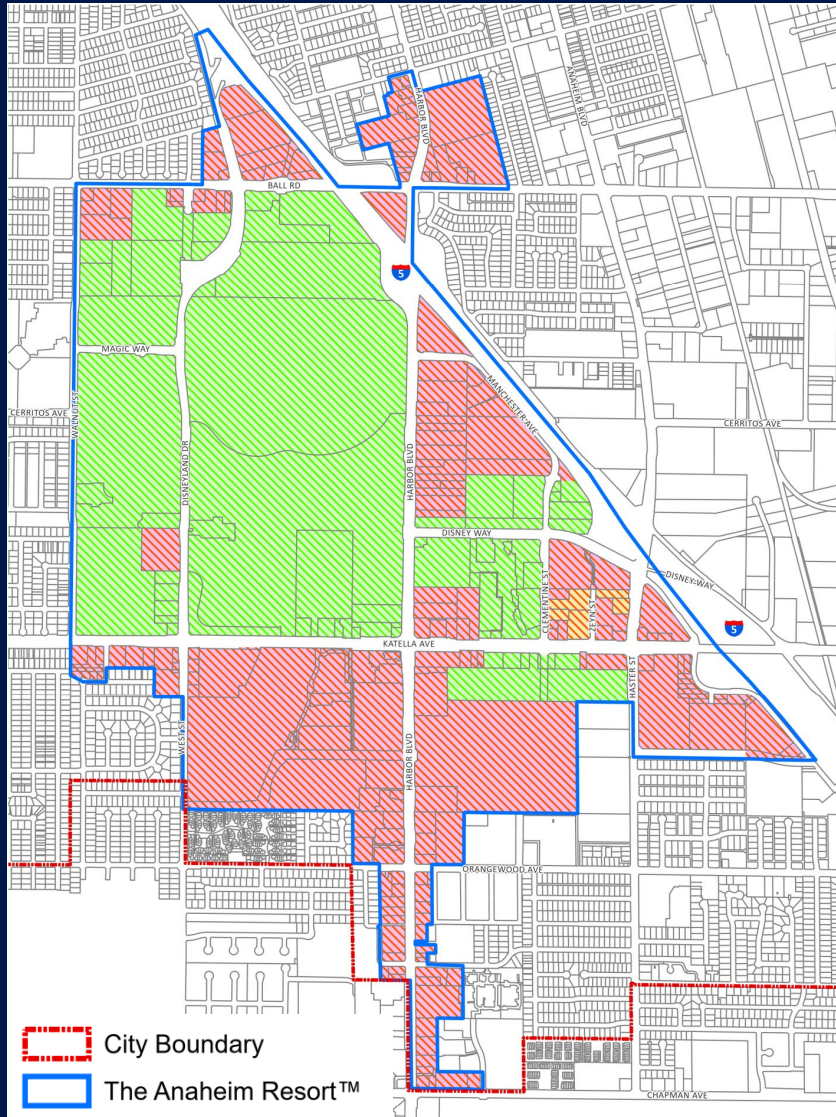 HARBOR BLVD
ANAHEIM BLVD
BALL RD
5
MAGIC WAY
MANCHESTER AVE
CERRITOS AVE
WALNUT ST
CERRITOS AVE
DISNEYLAND DR
HARBOR BLVD
DISNEY WAY
DISNEY WAY
CLEMENTINE ST
ZEYN ST
5
KATELLA AVE
HASTER ST
WEST ST
HARBOR BLVD
ORANGEWOOD AVE
City Boundary
The Anaheim Resort™
CHAPMAN AVE